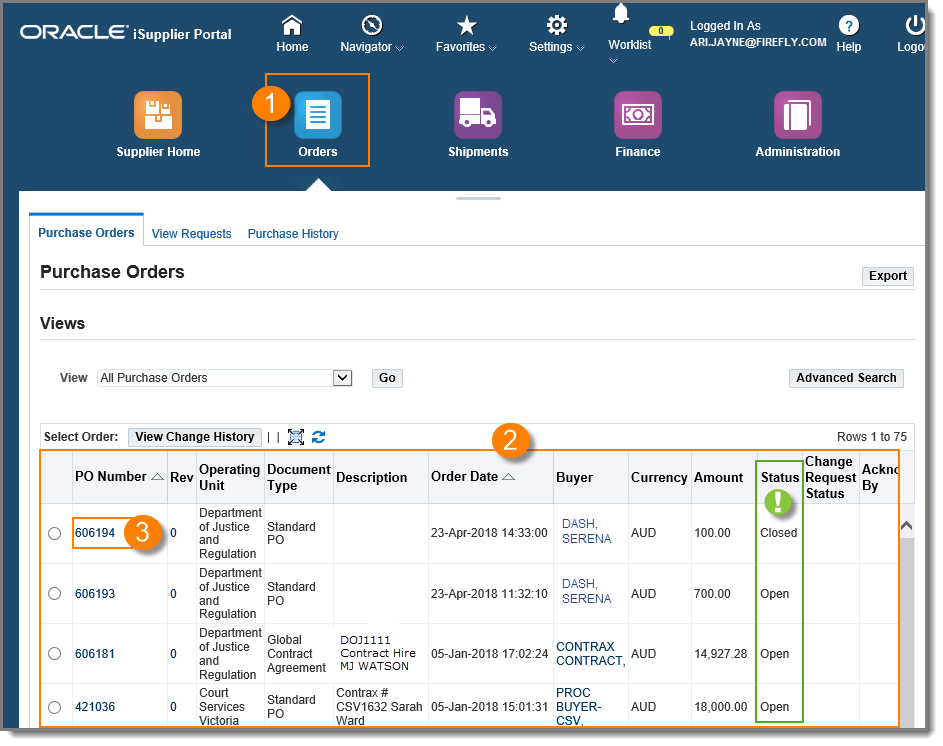 ORACLE® iSupplier Portal
Home
Navigator
Favorites
Settings
Worklist
0
Logged In As
ARI.JAYNE@FIREFLY.COM
Help
Logo
1
Supplier Home
Orders
Shipments
Finance
Administration
Purchase Orders
View Requests
Purchase History
Purchase Orders
Export
Views
View
All Purchase Orders
Go
Advanced Search
Select Order:
View Change History
| |
2
Rows 1 to 75
PO Number
Rev
Operating
Unit
Document
Type
Description
Order Date
Buyer
Currency
Amount
Status
!
Change
Request
Status
Ackno
By
606194
3
0
Department
of Justice
and
Regulation
Standard
PO
23-Apr-2018 14:33:00
DASH,
SERENA
AUD
100.00
Closed
606193
0
Department
of Justice
and
Regulation
Standard
PO
23-Apr-2018 11:32:10
DASH,
SERENA
AUD
700.00
Open
606181
0
Department
of Justice
and
Regulation
Global
Contract
Agreement
DOJ1111
Contract Hire
MJ WATSON
05-Jan-2018 17:02:24
CONTRAX
CONTRACT,
AUD
14,927.28
Open
421036
0
Court
Services
Victoria
Standard
PO
Contrax #
CSV1632 Sarah
Ward
05-Jan-2018 15:01:31
PROC
BUYER-
CSV,
AUD
18,000.00
Open